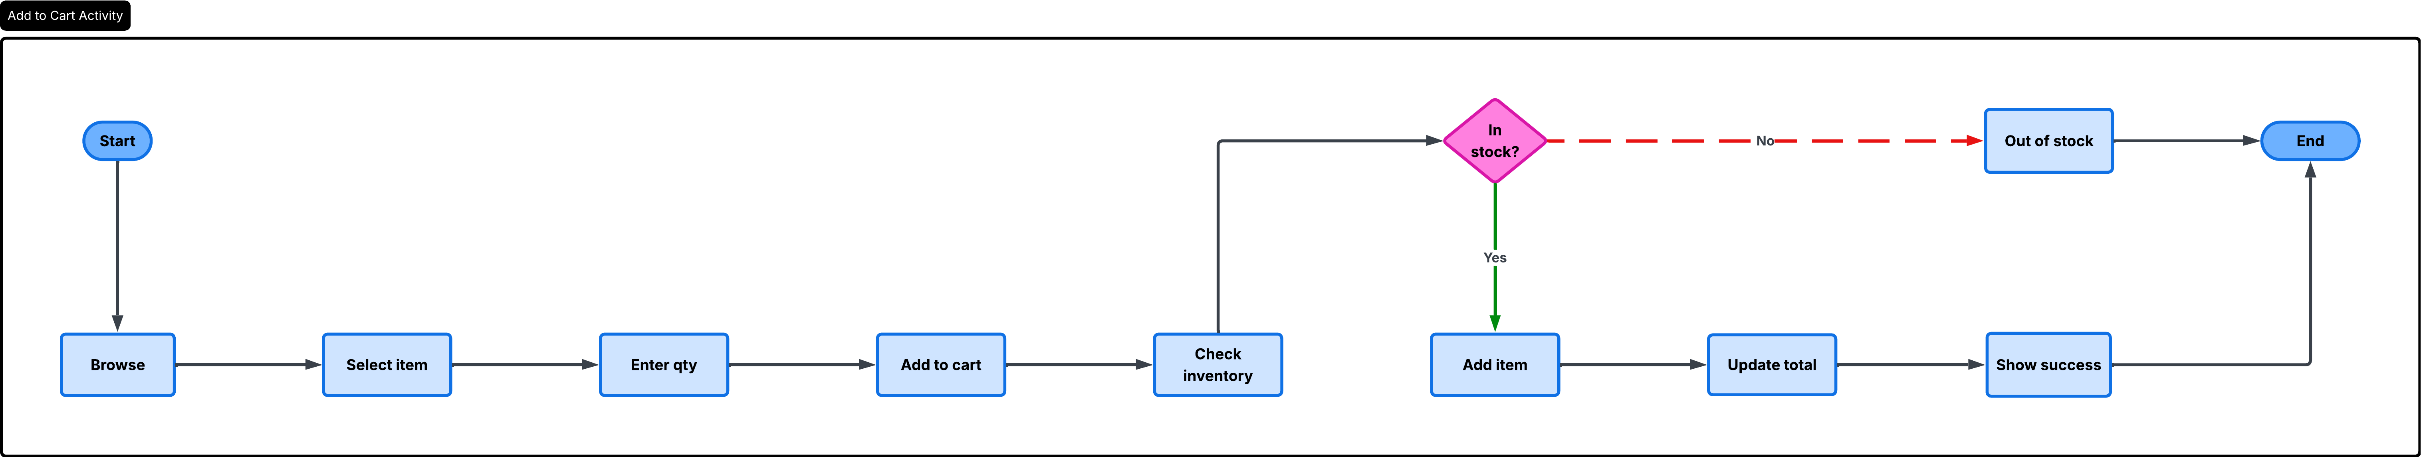 Add to Cart Activity
Start
In
stock?
No
Out of stock
End
Yes
Browse
Select item
Enter qty
Add to cart
Check
inventory
Add item
Update total
Show success